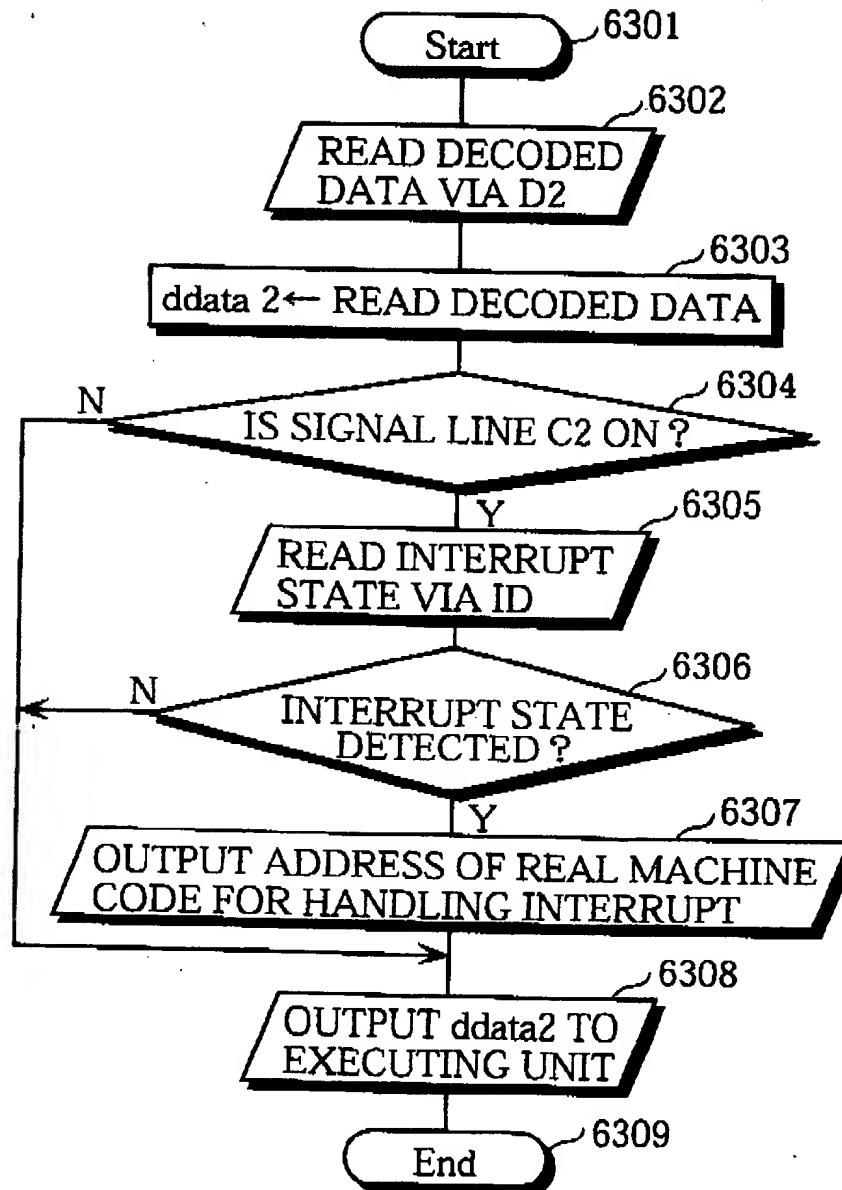 Start
6301
6302
READ DECODED
DATA VIA D2
6303
ddata 2← READ DECODED DATA
6304
N
IS SIGNAL LINE C2 ON ?
Y
6305
READ INTERRUPT
STATE VIA ID
6306
N
INTERRUPT STATE
DETECTED ?
Y
6307
OUTPUT ADDRESS OF REAL MACHINE
CODE FOR HANDLING INTERRUPT
6308
OUTPUT ddata2 TO
EXECUTING UNIT
6309
End